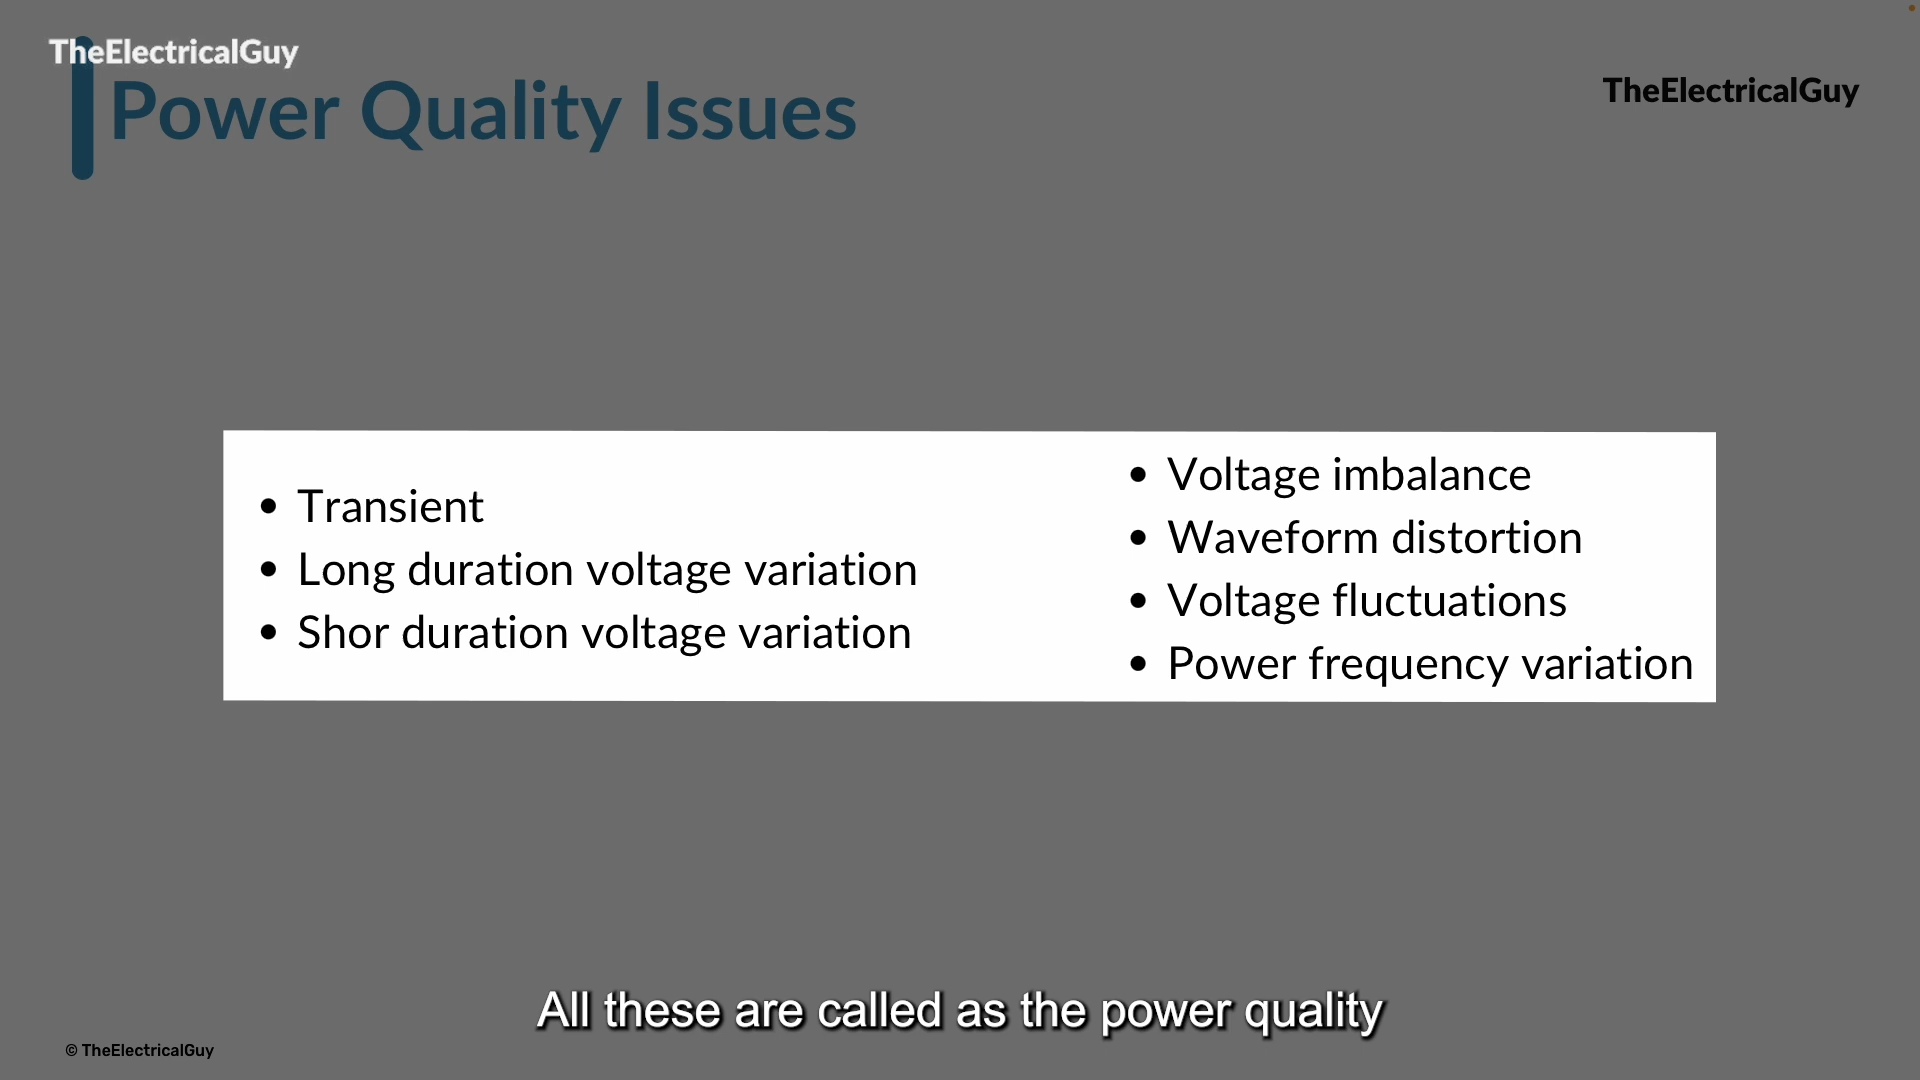 TheElectricalGuy
Power Quality Issues
TheElectricalGuy
• Transient
• Long duration voltage variation
• Shor duration voltage variation
• Voltage imbalance
• Waveform distortion
• Voltage fluctuations
• Power frequency variation
All these are called as the power quality
© TheElectricalGuy